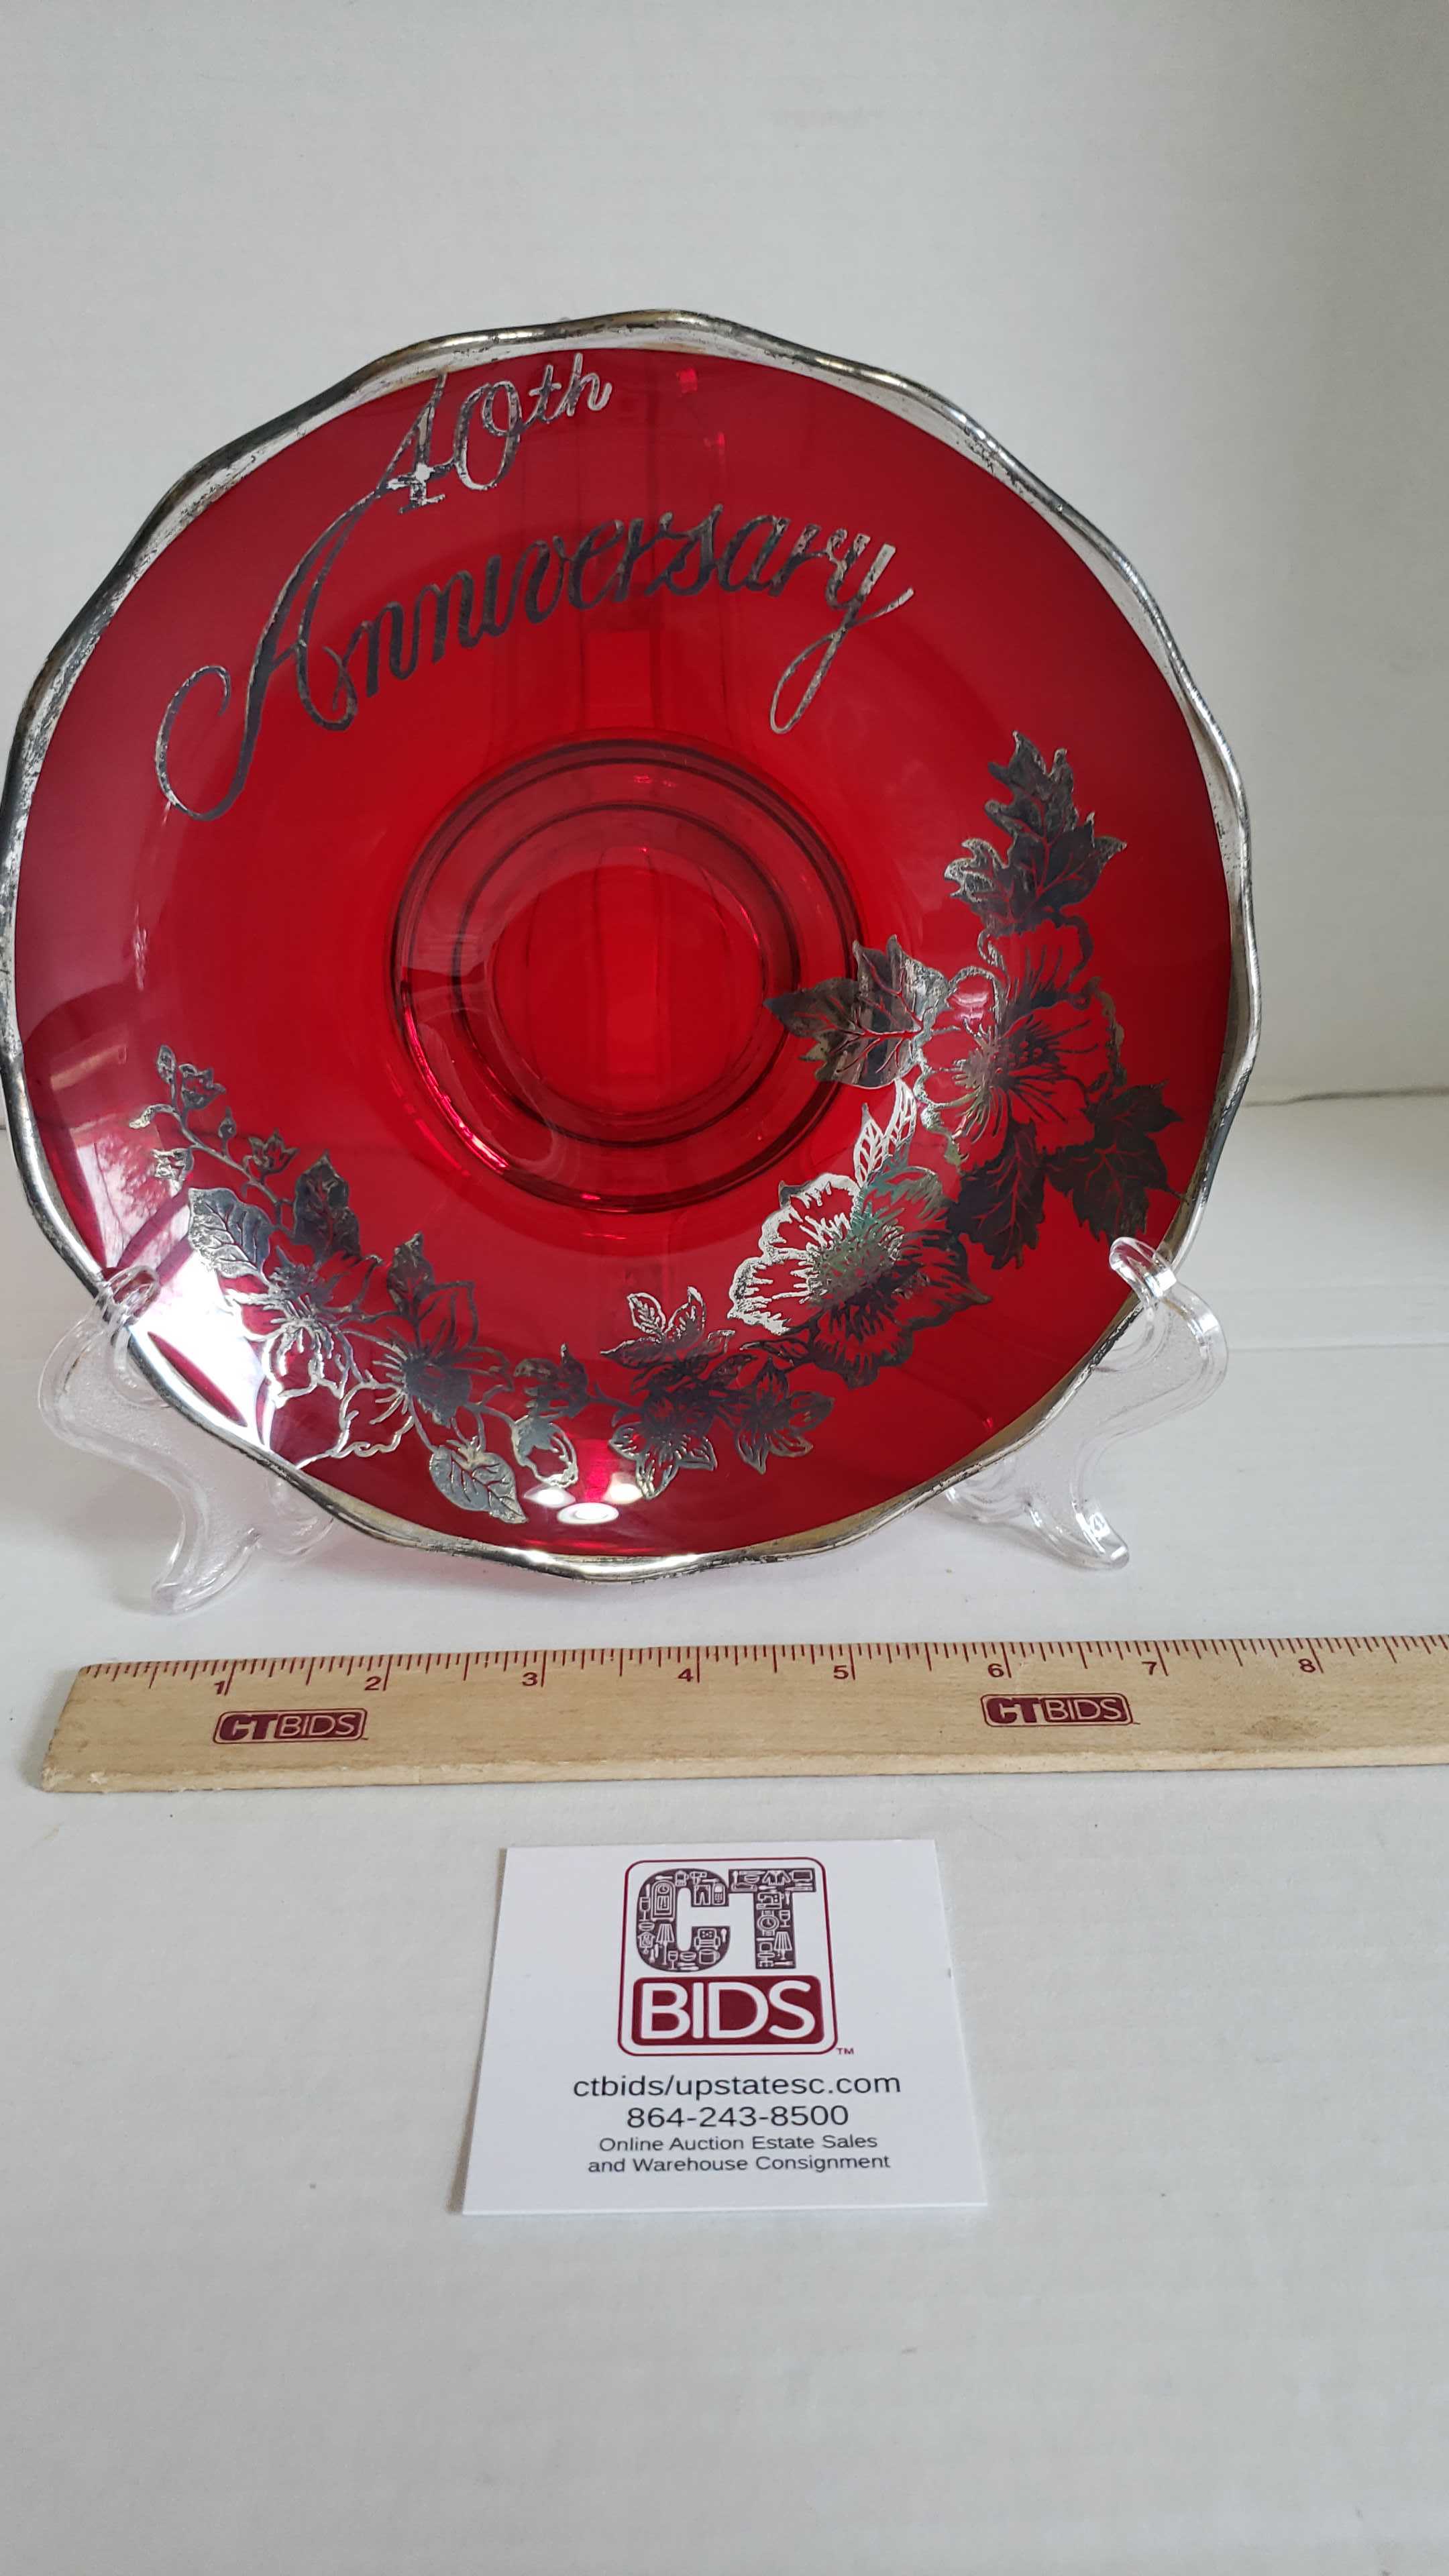 40th
Anniversary
1 2 3 4 5 6 7 8
CTBIDS CTBIDS
CT
BIDS™
ctbids/upstatesc.com
864-243-8500
Online Auction Estate Sales
and Warehouse Consignment